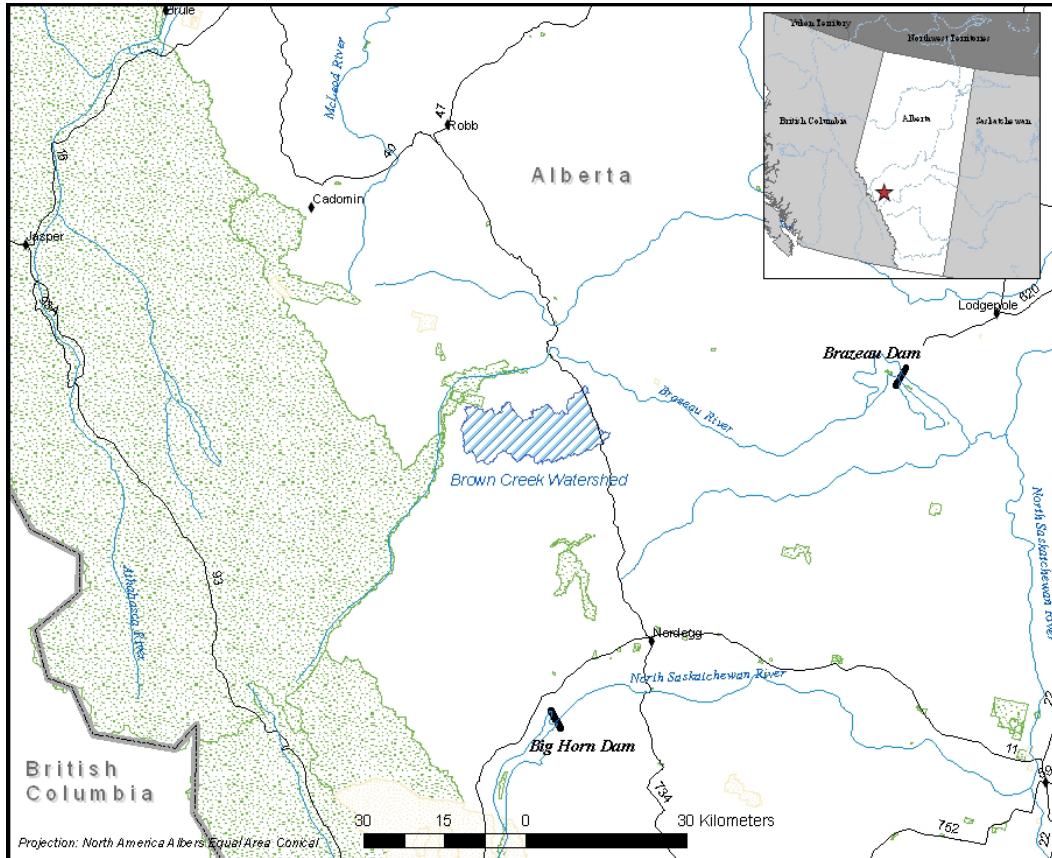 Brule
Yukon Territory
Northwest Territories
British Columbia
Alberta
Saskatchewan
McLeod River
47
Robb
40
16
Alberta
Cadomin
Jasper
Lodgepole
620
Brazeau Dam
Brazeau River
Brown Creek Watershed
North Saskatchewan river
93
Athabasca River
Nordegg
North Saskatchewan River
Big Horn Dam
22
11
734
752
22
British
Columbia
30 15 0 30 Kilometers
Projection: North America Albers Equal Area Conical